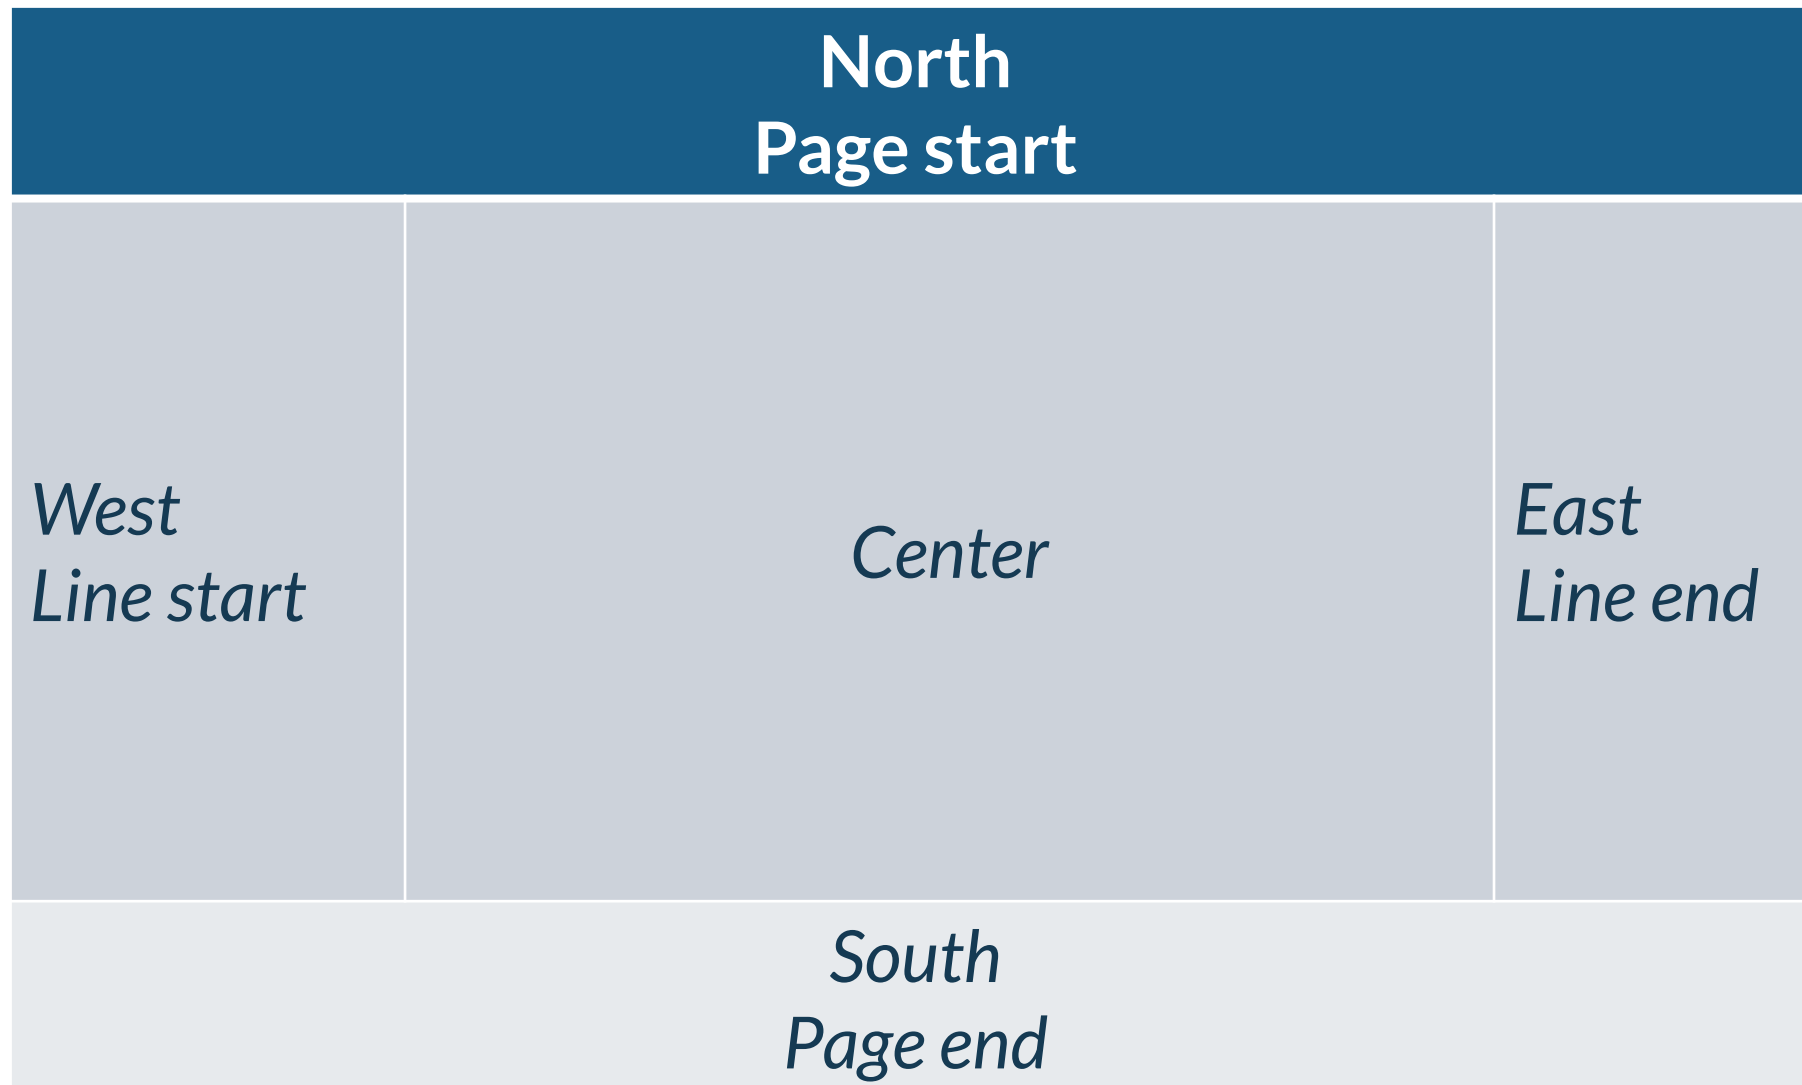 North
Page start
West
Line start
Center
East
Line end
South
Page end